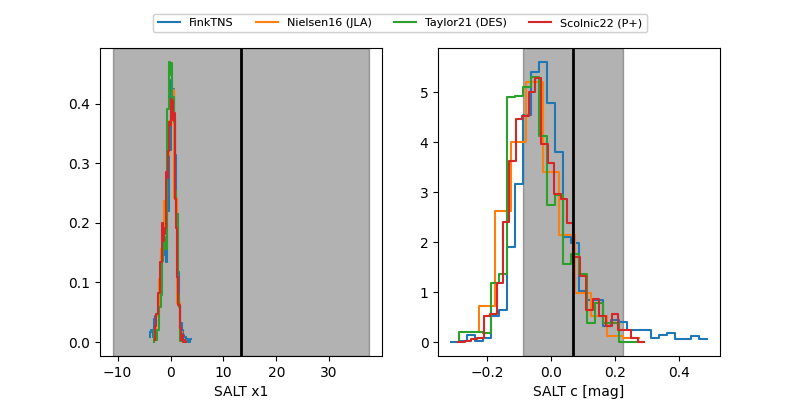 FinkTNS Nielsen16 (JLA) Taylor21 (DES) Scolnic22 (P+)
0.4
0.3
0.2
0.1
0.0
−10 0 10 20 30
SALT x1
5
4
3
2
1
0
−0.2 0.0 0.2 0.4
SALT c [mag]